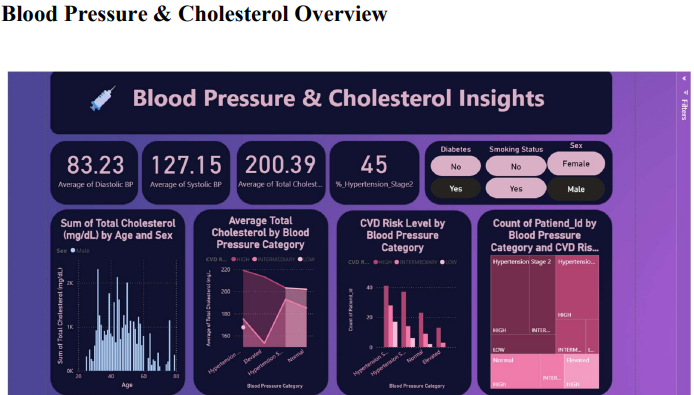 Blood Pressure & Cholesterol Overview
Blood Pressure & Cholesterol Insights
Filters
83.23
Average of Diastolic BP
127.15
Average of Systolic BP
200.39
Average of Total Cholest...
45
%_Hypertension_Stage2
Diabetes
No
Yes
Smoking Status
No
Yes
Sex
Female
Male
Sum of Total Cholesterol
(mg/dL) by Age and Sex
Sex Male
Sum of Total Cholesterol (mg/dL)
2K
1K
0K
20 40 60 80
Age
Average Total
Cholesterol by Blood
Pressure Category
CVD R... HIGH INTERMEDIARY LOW
Average of Total Cholesterol (mg/...
220
200
180
160
Hypertension ...
Elevated
Hypertension S...
Normal
Blood Pressure Category
CVD Risk Level by
Blood Pressure
Category
CVD R... HIGH INTERMEDIARY LOW
Count of Patiend_Id
40
20
0
Hypertension S...
Hypertension S...
Normal
Elevated
Blood Pressure Category
Count of Patiend_Id by
Blood Pressure
Category and CVD Ris...
Hypertension Stage 2
HIGH
INTER...
LOW
Hypertensio...
HIGH
INTERM...
Normal
HIGH
INTER...
Elevated
HIGH